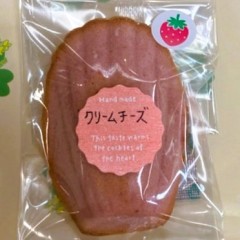 Hand made
クリームチーズ
This taste warms
the cockles of
the heart.